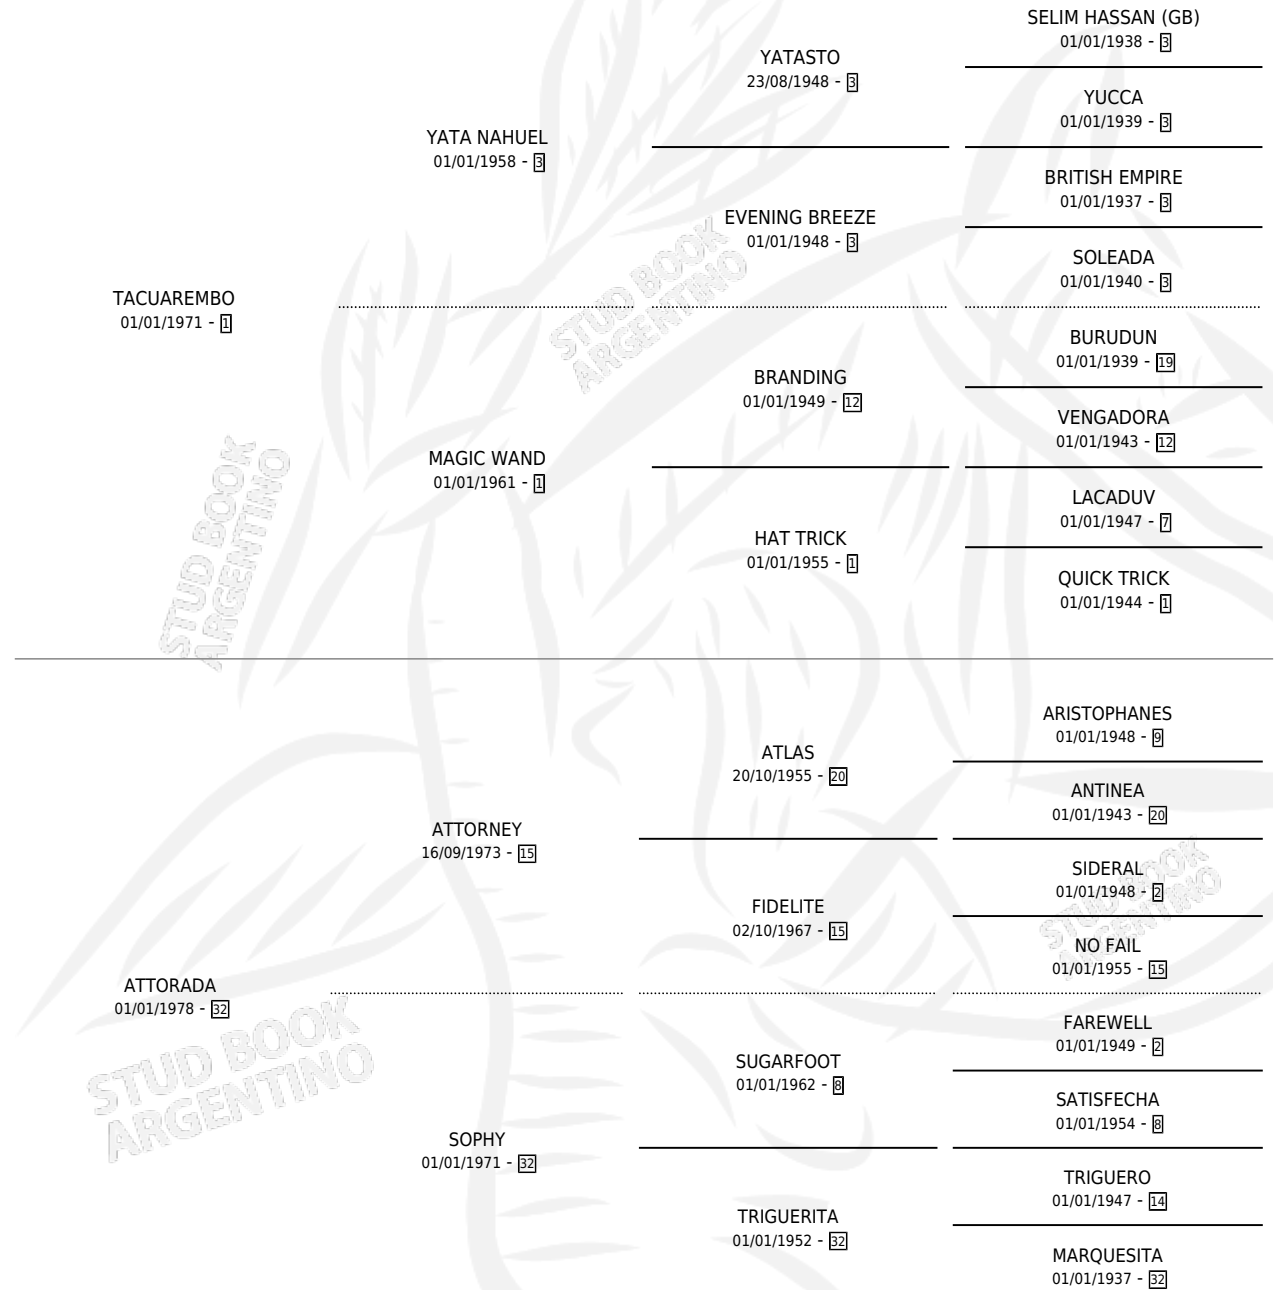 SELIM HASSAN (GB)
01/01/1938 - 3
YATASTO
23/08/1948 - 3
YUCCA
01/01/1939 - 3
YATA NAHUEL
01/01/1958 - 3
BRITISH EMPIRE
01/01/1937 - 3
EVENING BREEZE
01/01/1948 - 3
SOLEADA
01/01/1940 - 3
TACUAREMBO
01/01/1971 - 1
BURUDUN
01/01/1939 - 19
BRANDING
01/01/1949 - 12
VENGADORA
01/01/1943 - 12
MAGIC WAND
01/01/1961 - 1
LACADUV
01/01/1947 - 7
HAT TRICK
01/01/1955 - 1
QUICK TRICK
01/01/1944 - 1
ARISTOPHANES
01/01/1948 - 9
ATLAS
20/10/1955 - 20
ANTINEA
01/01/1943 - 20
ATTORNEY
16/09/1973 - 15
SIDERAL
01/01/1948 - 2
FIDELITE
02/10/1967 - 15
NO FAIL
01/01/1955 - 15
ATTORADA
01/01/1978 - 32
FAREWELL
01/01/1949 - 2
SUGARFOOT
01/01/1962 - 8
SATISFECHA
01/01/1954 - 8
SOPHY
01/01/1971 - 32
TRIGUERO
01/01/1947 - 14
TRIGUERITA
01/01/1952 - 32
MARQUESITA
01/01/1937 - 32
STUD BOOK
ARGENTINO
STUD BOOK
ARGENTINO
STUD BOOK
ARGENTINO
STUD BOOK
ARGENTINO